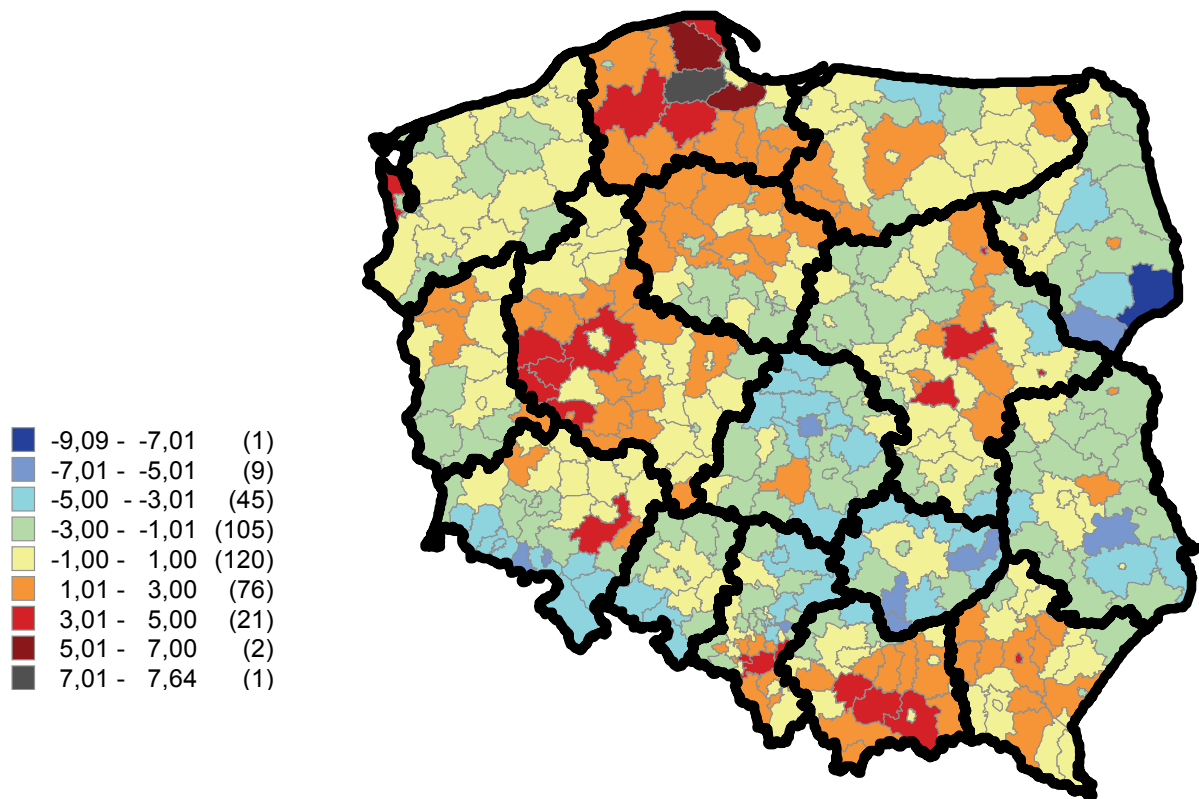 -9,09 - -7,01 (1)
-7,01 - -5,01 (9)
-5,00 - -3,01 (45)
-3,00 - -1,01 (105)
-1,00 - 1,00 (120)
1,01 - 3,00 (76)
3,01 - 5,00 (21)
5,01 - 7,00 (2)
7,01 - 7,64 (1)